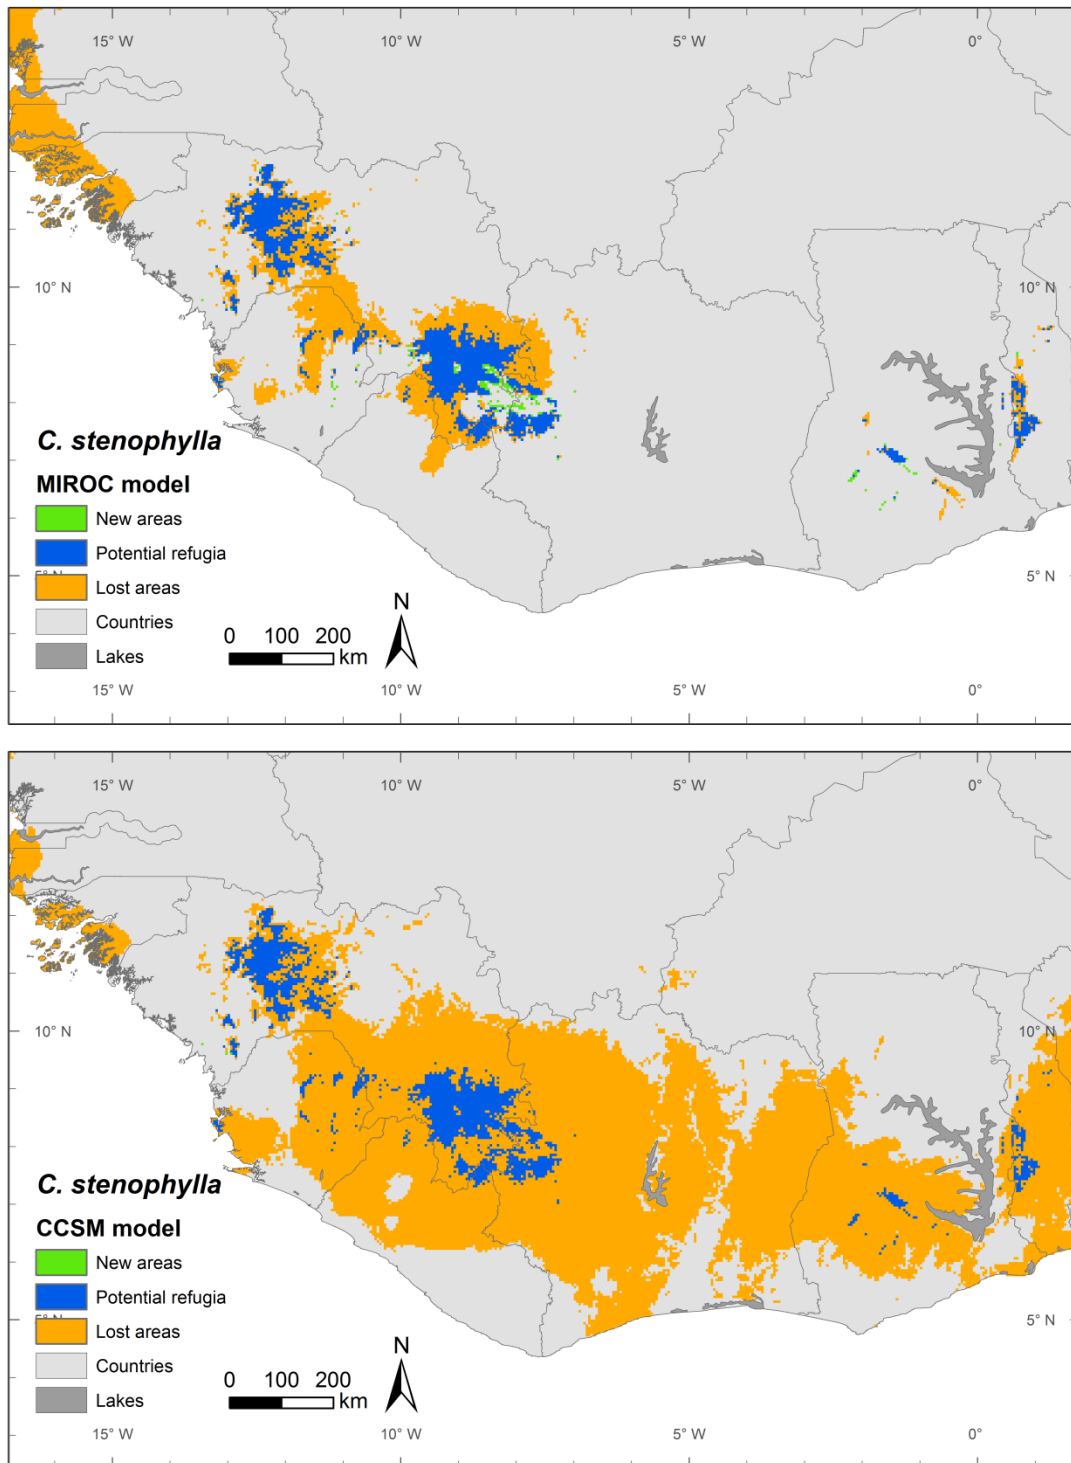 15° W 10° W 5° W 0°
10° N 10° N
C. stenophylla
MIROC model
New areas
Potential refugia
5° N 5° N
Lost areas
Countries
Lakes
N
0 100 200
km
15° W 10° W 5° W 0°
15° W 10° W 5° W 0°
10° N 10° N
C. stenophylla
CCSM model
New areas
Potential refugia
5° N 5° N
Lost areas
Countries
Lakes
N
0 100 200
km
15° W 10° W 5° W 0°